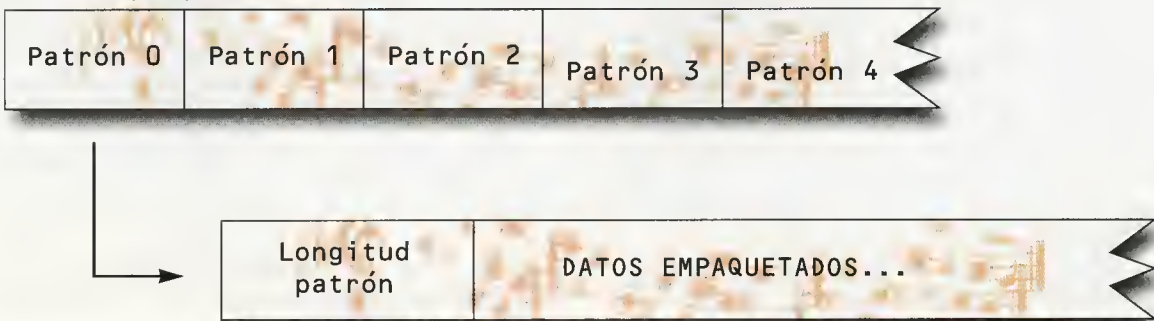 Patrón 0 Patrón 1 Patrón 2 Patrón 3 Patrón 4
Longitud
patrón
DATOS EMPAQUETADOS...